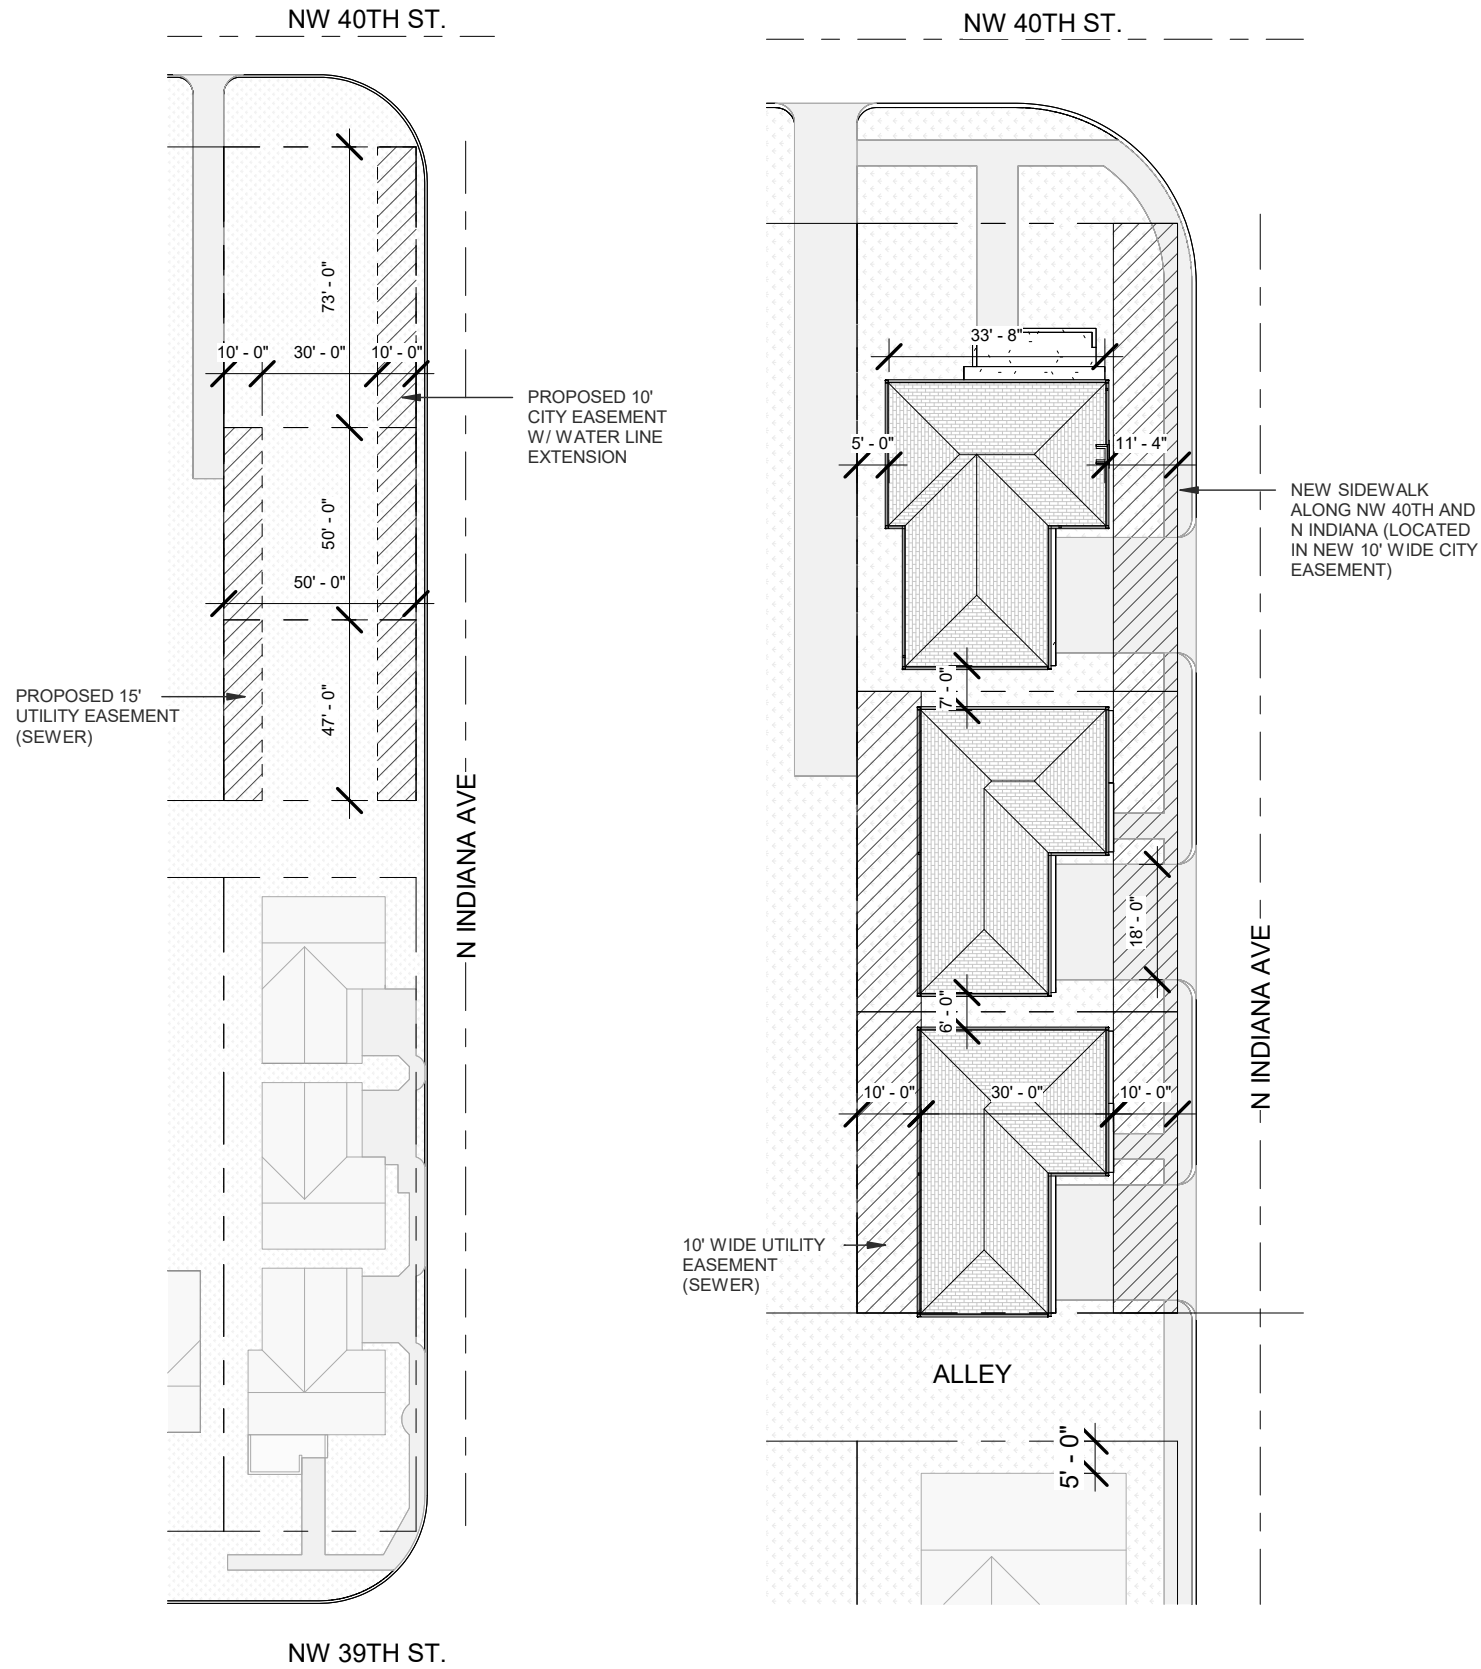 NW 40TH ST.
73' - 0"
10' - 0"
30' - 0"
10' - 0"
PROPOSED 10'
CITY EASEMENT
W/ WATER LINE
EXTENSION
50' - 0"
50' - 0"
PROPOSED 15'
UTILITY EASEMENT
(SEWER)
47' - 0"
N INDIANA AVE
NW 39TH ST.
NW 40TH ST.
33' - 8"
5' - 0"
11' - 4"
NEW SIDEWALK
ALONG NW 40TH AND
N INDIANA (LOCATED
IN NEW 10' WIDE CITY
EASEMENT)
7' - 0"
18' - 0"
6' - 0"
10' - 0"
30' - 0"
10' - 0"
N INDIANA AVE
10' WIDE UTILITY
EASEMENT
(SEWER)
ALLEY
5' - 0"